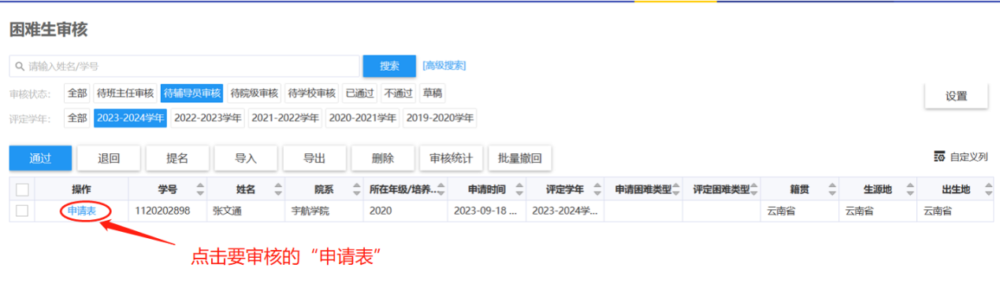 困难生审核
请输入姓名/学号 搜索 [高级搜索]
审核状态: 全部 待班主任审核 待辅导员审核 待院级审核 待学校审核 已通过 不通过 草稿
设置
评定学年: 全部 2023-2024学年 2022-2023学年 2021-2022学年 2020-2021学年 2019-2020学年
通过 退回 提名 导入 导出 删除 审核统计 批量撤回 自定义列
操作 学号 姓名 院系 所在年级/培养... 申请时间 评定学年 申请困难类型 评定困难类型 籍贯 生源地 出生地
申请表 1120202898 张文通 宇航学院 2020 2023-09-18 ... 2023-2024学... 云南省 云南省 云南省
点击要审核的“申请表”